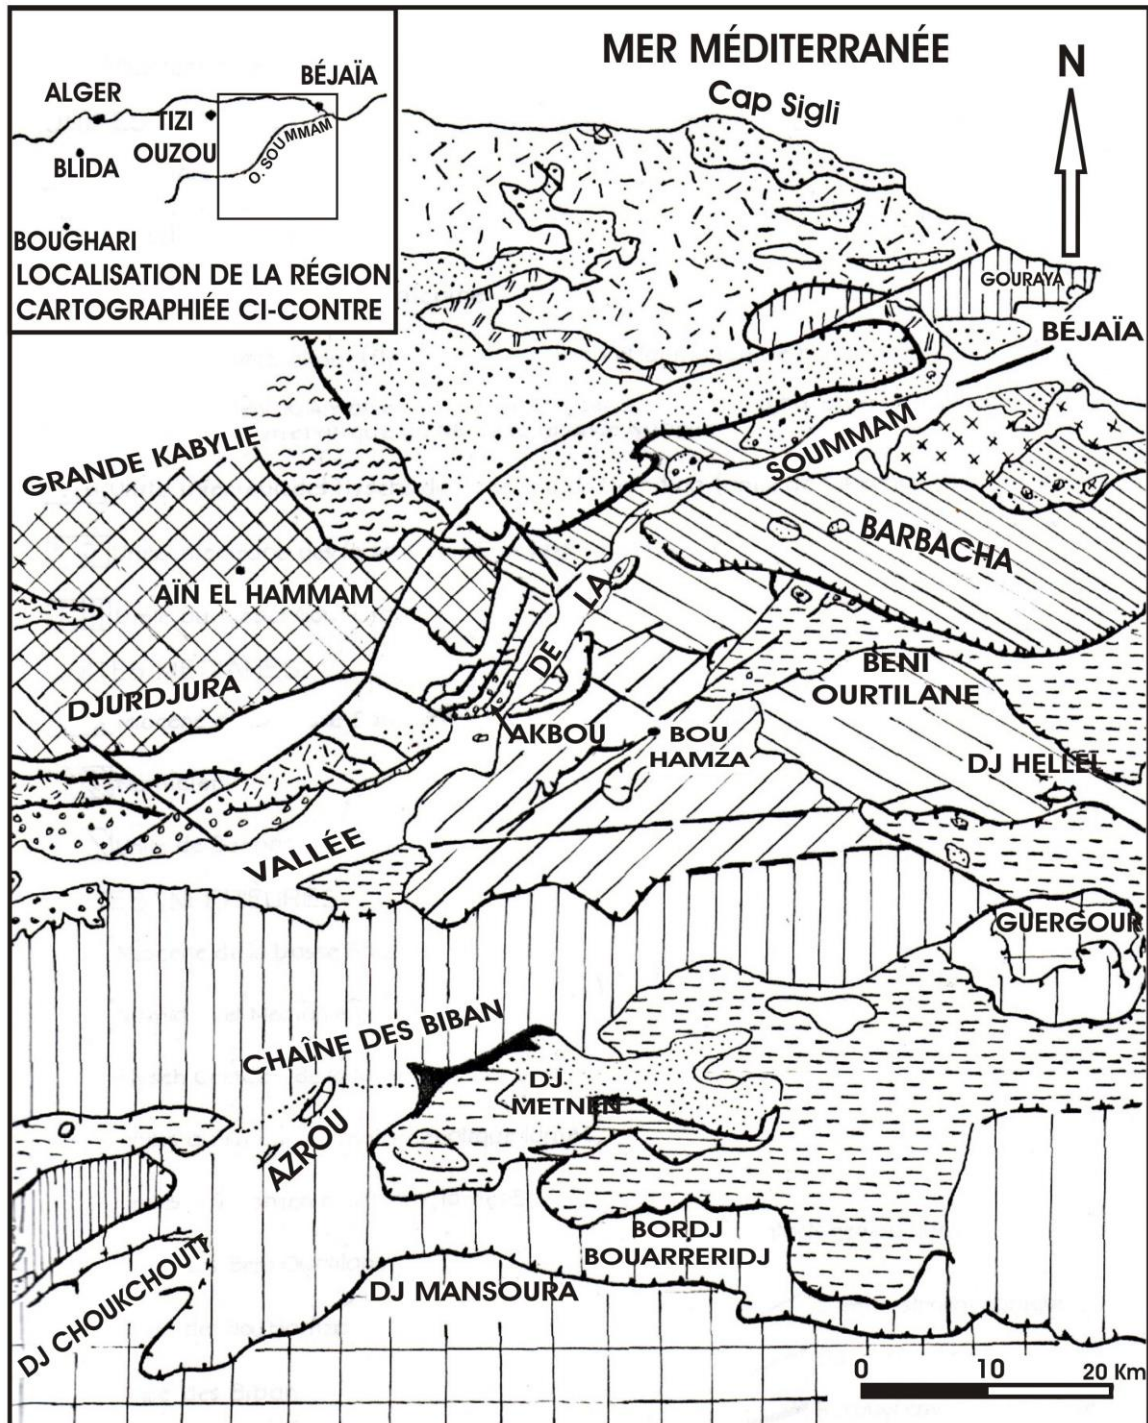 MER MÉDITERRANÉE
Cap Sigli
N
ALGER
BÉJAÏA
TIZI
OUZOU
O. SOUMMAM
BLIDA
BOUGHARI
LOCALISATION DE LA RÉGION
CARTOGRAPHIÉE CI-CONTRE
GOURAYA
BÉJAÏA
GRANDE KABYLIE
SOUMMAM
BARBACHA
AÏN EL HAMMAM
LA
DE
VALLÉE
DJURDJURA
BENI
OURTILANE
AKBOU
BOU
HAMZA
DJ HELLEL
GUERGOUR
CHAÎNE DES BIBAN
DJ.
METNEN
AZROU
BORDJ
BOUARRERIDJ
DJ MANSOURA
DJ CHOUKCHOUTT
0 10 20 Km